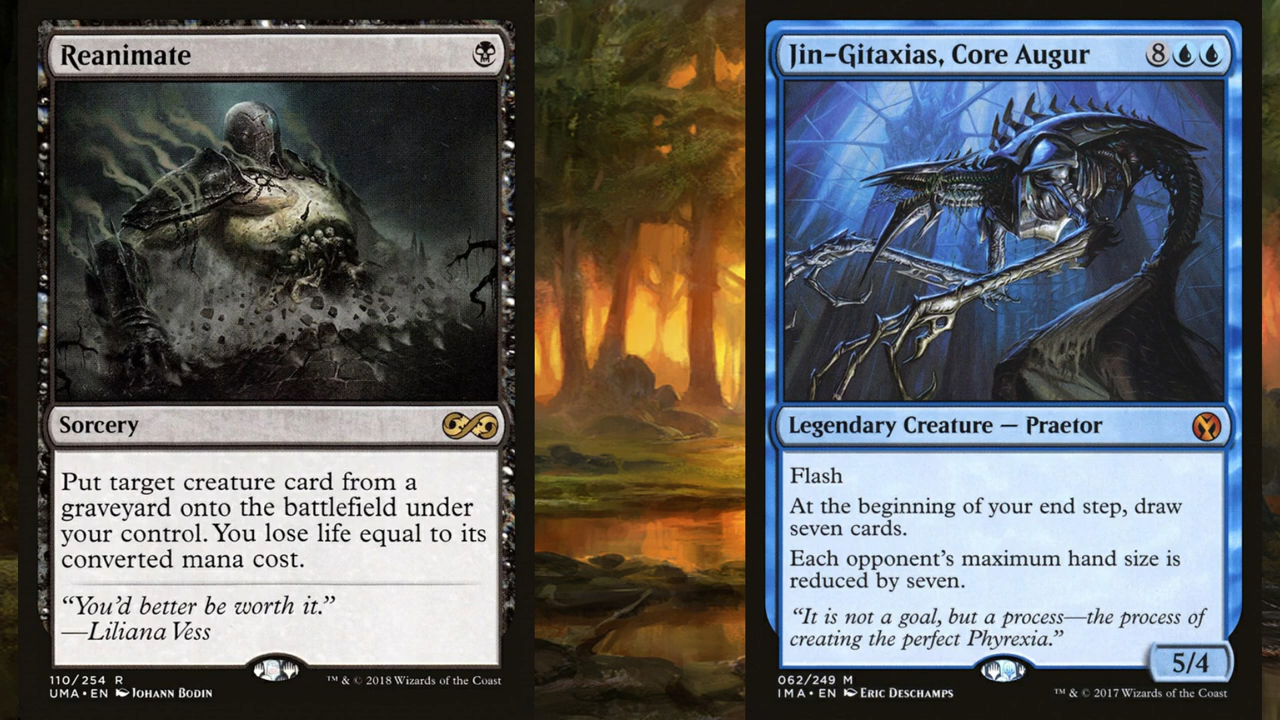 Reanimate
Sorcery
Put target creature card from a
graveyard onto the battlefield under
your control. You lose life equal to its
converted mana cost.
“You’d better be worth it.”
—Liliana Vess
110/254 R
UMA • EN Johann Bodin
™ & © 2018 Wizards of the Coast
Jin-Gitaxias, Core Augur 8
Legendary Creature — Praetor
Flash
At the beginning of your end step, draw
seven cards.
Each opponent’s maximum hand size is
reduced by seven.
“It is not a goal, but a process—the process of
creating the perfect Phyrexia.”
5/4
062/249 M
IMA • EN Eric Deschamps
™ & © 2017 Wizards of the Coast